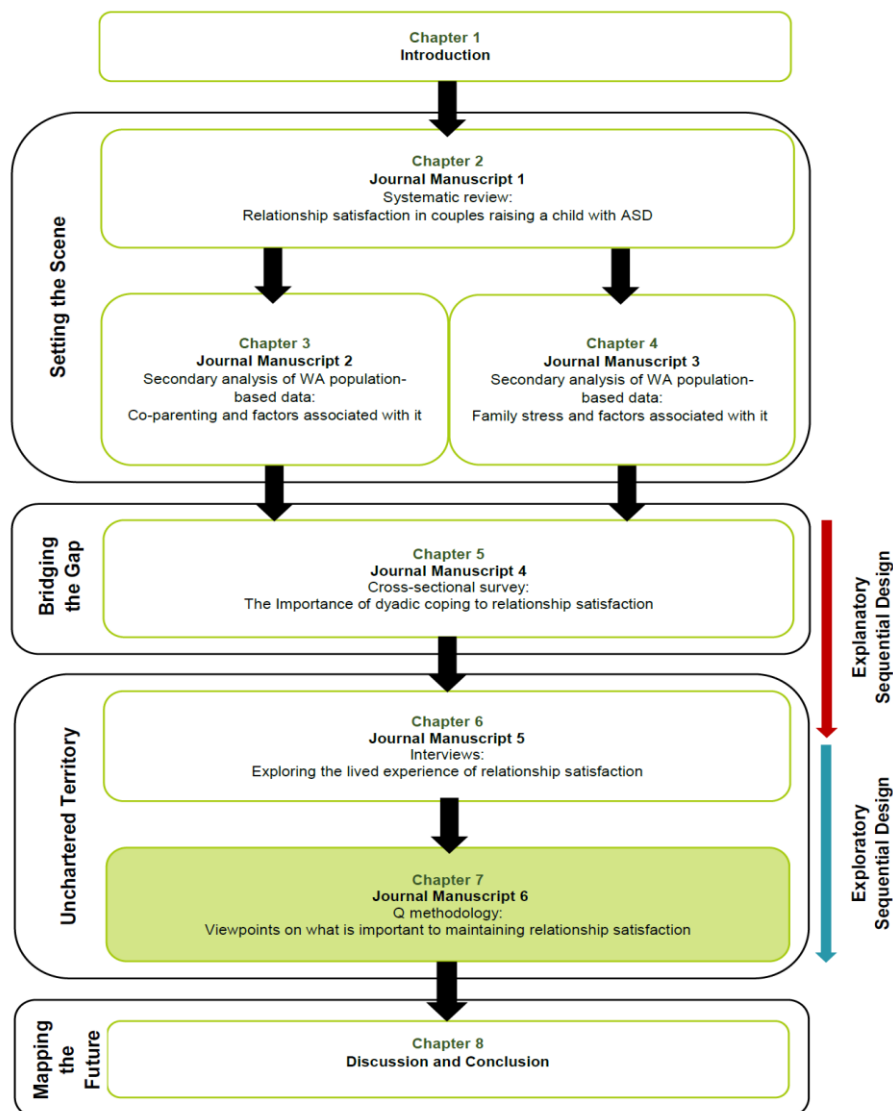 Chapter 1
Introduction
Setting the Scene
Chapter 2
Journal Manuscript 1
Systematic review:
Relationship satisfaction in couples raising a child with ASD
Chapter 3
Journal Manuscript 2
Secondary analysis of WA population-
based data:
Co-parenting and factors associated with it
Chapter 4
Journal Manuscript 3
Secondary analysis of WA population-
based data:
Family stress and factors associated with it
Bridging
the Gap
Chapter 5
Journal Manuscript 4
Cross-sectional survey:
The Importance of dyadic coping to relationship satisfaction
Explanatory
Sequential Design
Unchartered Territory
Chapter 6
Journal Manuscript 5
Interviews:
Exploring the lived experience of relationship satisfaction
Chapter 7
Journal Manuscript 6
Q methodology:
Viewpoints on what is important to maintaining relationship satisfaction
Exploratory
Sequential Design
Mapping
the
Future
Chapter 8
Discussion and Conclusion